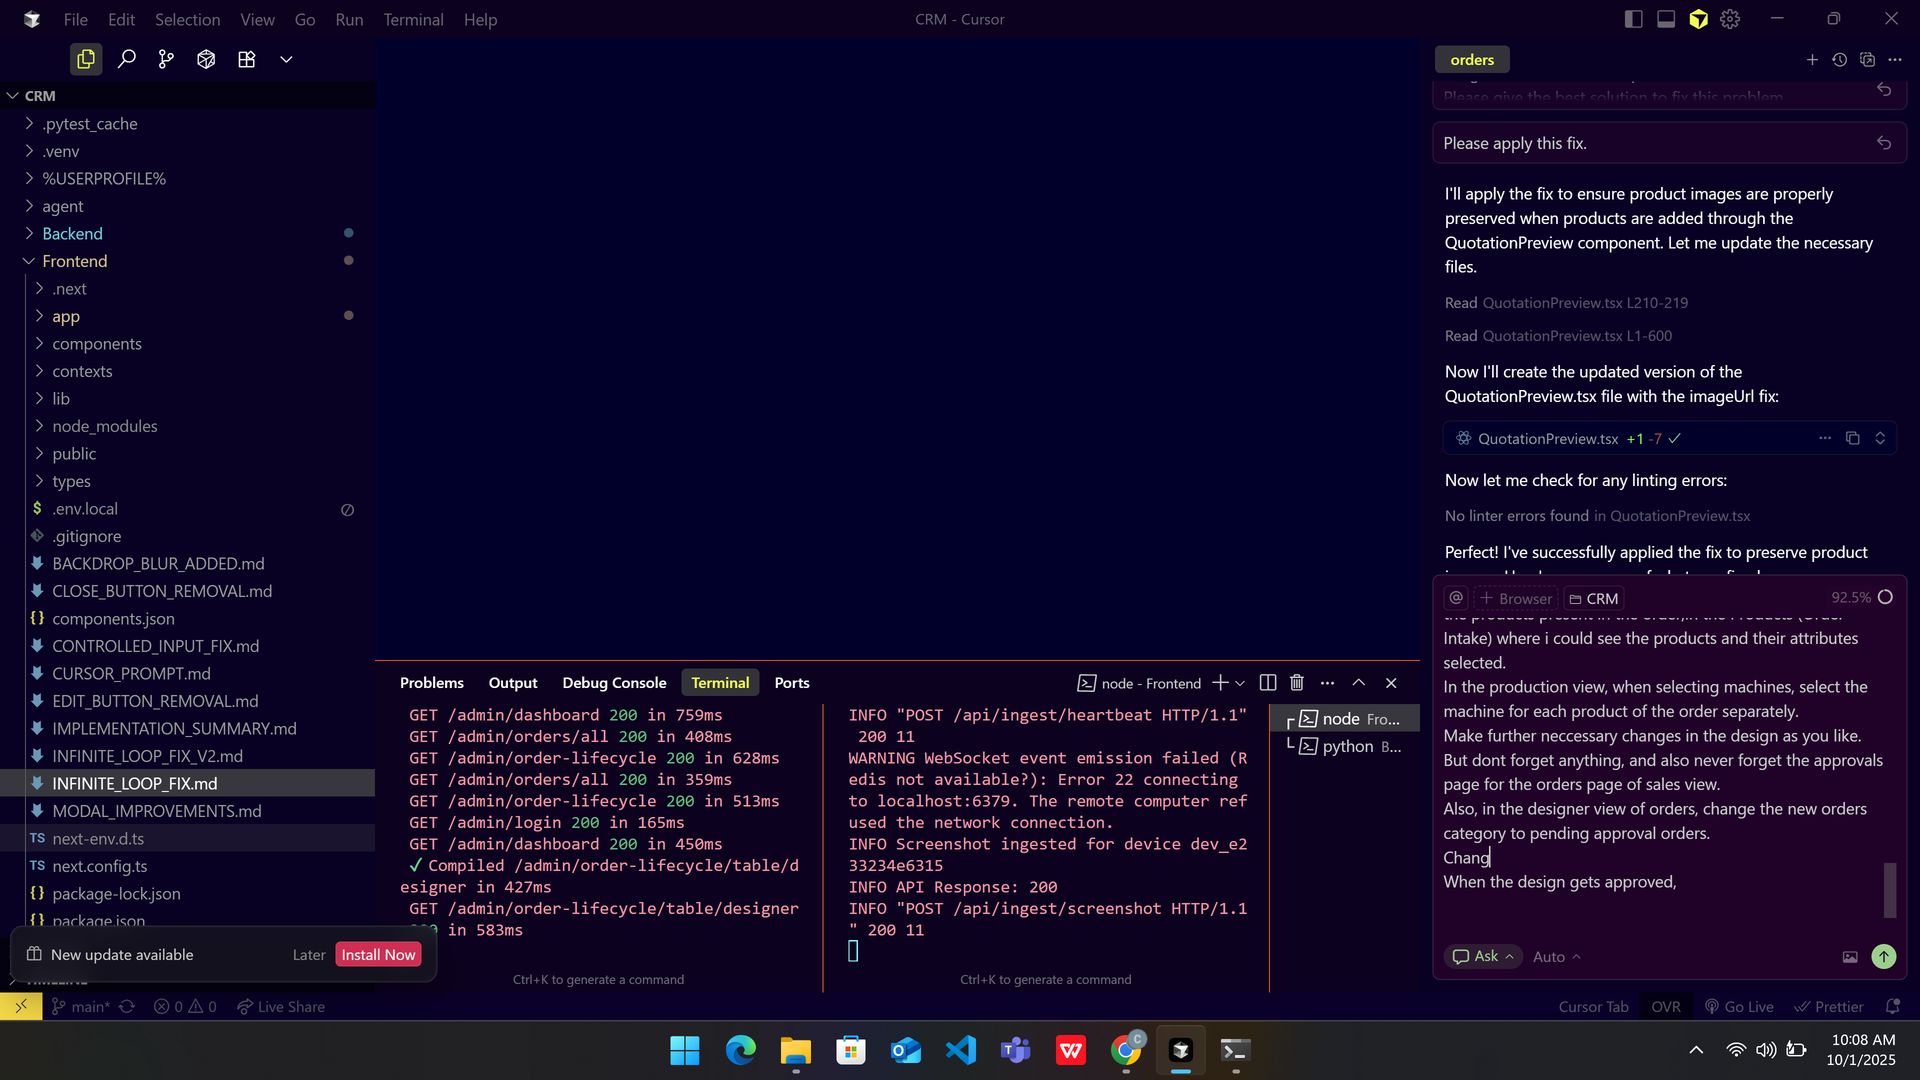 File Edit Selection View Go Run Terminal Help
CRM - Cursor
CRM
.pytest_cache
.venv
%USERPROFILE%
agent
Backend
Frontend
.next
app
components
contexts
lib
node_modules
public
types
$ .env.local
.gitignore
BACKDROP_BLUR_ADDED.md
CLOSE_BUTTON_REMOVAL.md
{} components.json
CONTROLLED_INPUT_FIX.md
CURSOR_PROMPT.md
EDIT_BUTTON_REMOVAL.md
IMPLEMENTATION_SUMMARY.md
INFINITE_LOOP_FIX_V2.md
INFINITE_LOOP_FIX.md
MODAL_IMPROVEMENTS.md
TS next-env.d.ts
TS next.config.ts
{} package-lock.json
{} package.json
New update available Later Install Now
TIMELINE
Problems Output Debug Console Terminal Ports
node - Frontend
GET /admin/dashboard 200 in 759ms
GET /admin/orders/all 200 in 408ms
GET /admin/order-lifecycle 200 in 628ms
GET /admin/orders/all 200 in 359ms
GET /admin/order-lifecycle 200 in 513ms
GET /admin/login 200 in 165ms
GET /admin/dashboard 200 in 450ms
✓ Compiled /admin/order-lifecycle/table/d
esigner in 427ms
GET /admin/order-lifecycle/table/designer
200 in 583ms
Ctrl+K to generate a command
INFO "POST /api/ingest/heartbeat HTTP/1.1"
200 11
WARNING WebSocket event emission failed (R
edis not available?): Error 22 connecting
to localhost:6379. The remote computer ref
used the network connection.
INFO Screenshot ingested for device dev_e2
33234e6315
INFO API Response: 200
INFO "POST /api/ingest/screenshot HTTP/1.1
" 200 11
Ctrl+K to generate a command
node Fro...
python B...
orders
Please give the best solution to fix this problem
Please apply this fix.
I'll apply the fix to ensure product images are properly
preserved when products are added through the
QuotationPreview component. Let me update the necessary
files.
Read QuotationPreview.tsx L210-219
Read QuotationPreview.tsx L1-600
Now I'll create the updated version of the
QuotationPreview.tsx file with the imageUrl fix:
QuotationPreview.tsx +1 -7
Now let me check for any linting errors:
No linter errors found in QuotationPreview.tsx
Perfect! I've successfully applied the fix to preserve product
@ + Browser CRM 92.5%
the products present in the order,in the Products (Order
Intake) where i could see the products and their attributes
selected.
In the production view, when selecting machines, select the
machine for each product of the order separately.
Make further neccessary changes in the design as you like.
But dont forget anything, and also never forget the approvals
page for the orders page of sales view.
Also, in the designer view of orders, change the new orders
category to pending approval orders.
Chang
When the design gets approved,
Ask Auto
main* 0 0 Live Share
Cursor Tab OVR Go Live Prettier
10:08 AM
10/1/2025